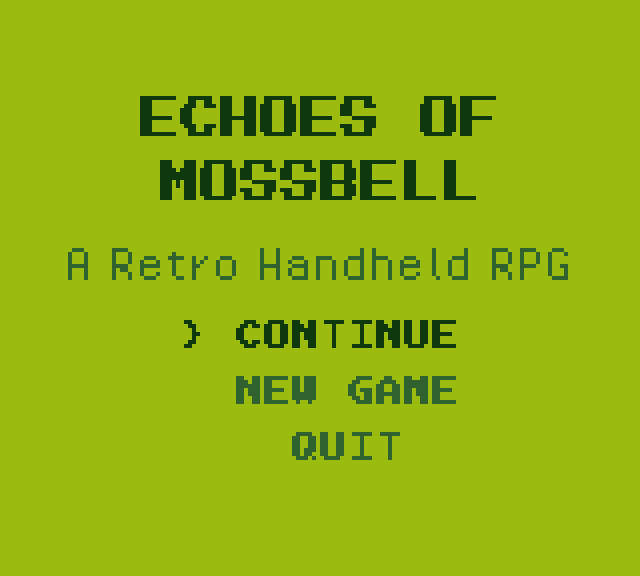 ECHOES OF
MOSSBELL
A Retro Handheld RPG
> CONTINUE
NEW GAME
QUIT